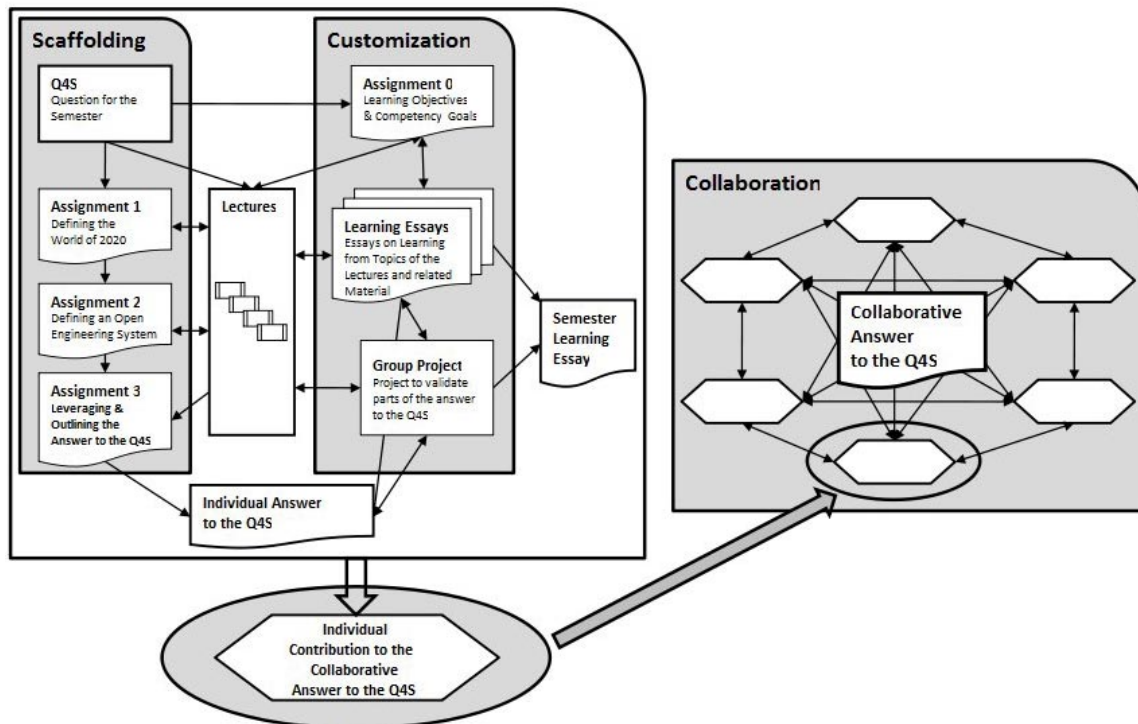 Scaffolding
Q4S
Question for the
Semester
Assignment 1
Defining the
World of 2020
Assignment 2
Defining an Open
Engineering System
Assignment 3
Leveraging &
Outlining the
Answer to the Q4S
Lectures
Customization
Assignment 0
Learning Objectives
& Competency Goals
Learning Essays
Essays on Learning
from Topics of the
Lectures and related
Material
Group Project
Project to validate
parts of the answer
to the Q4S
Semester
Learning
Essay
Individual Answer
to the Q4S
Individual
Contribution to the
Collaborative
Answer to the Q4S
Collaboration
Collaborative
Answer
to the Q4S